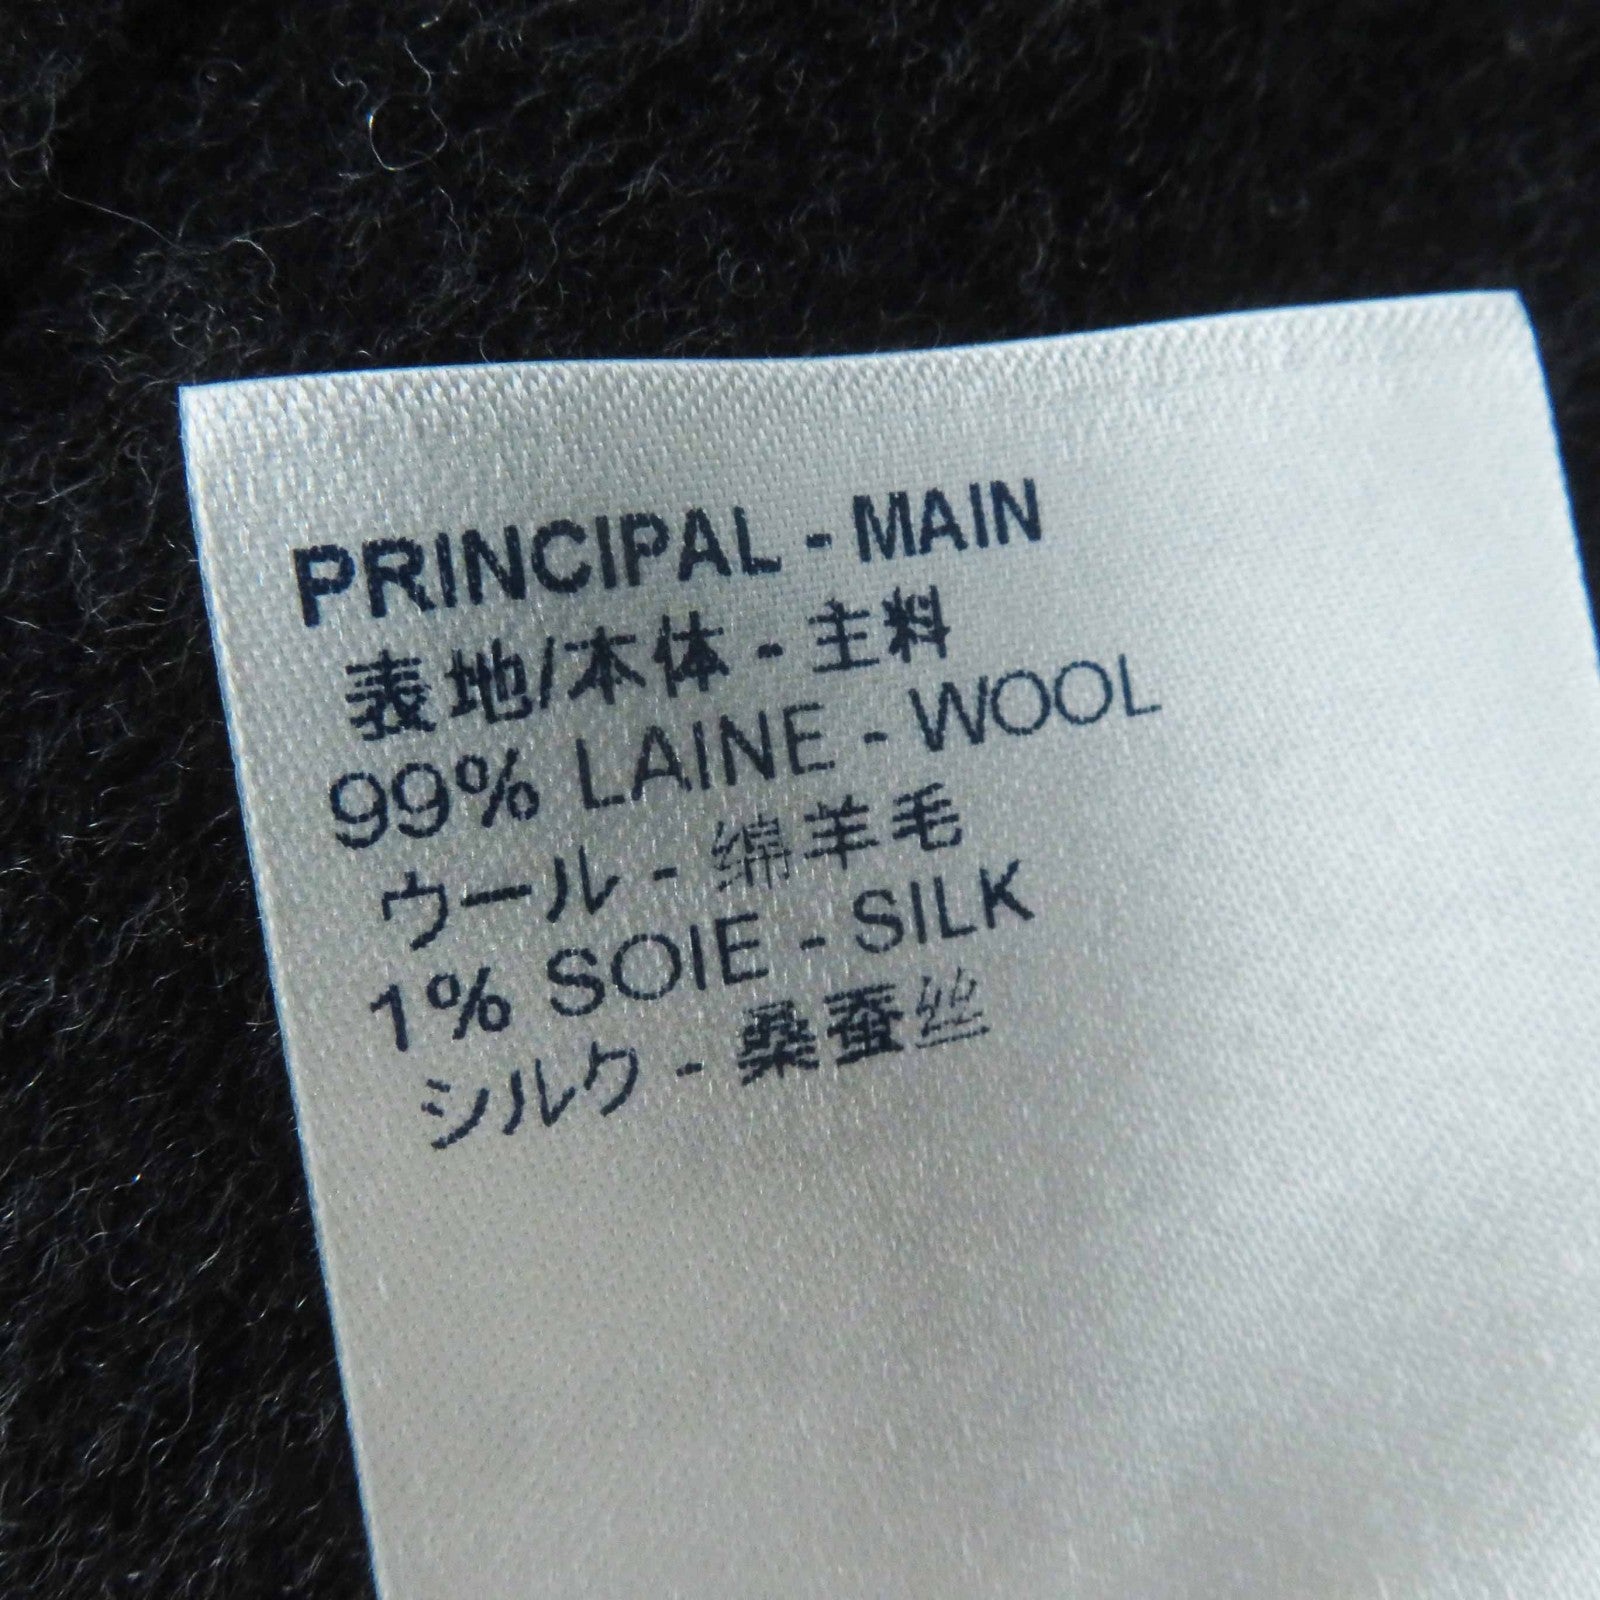 PRINCIPAL - MAIN
表地/本体 - 主料
99% LAINE - WOOL
ウール - 绵羊毛
1% SOIE - SILK
シルク - 桑蚕丝